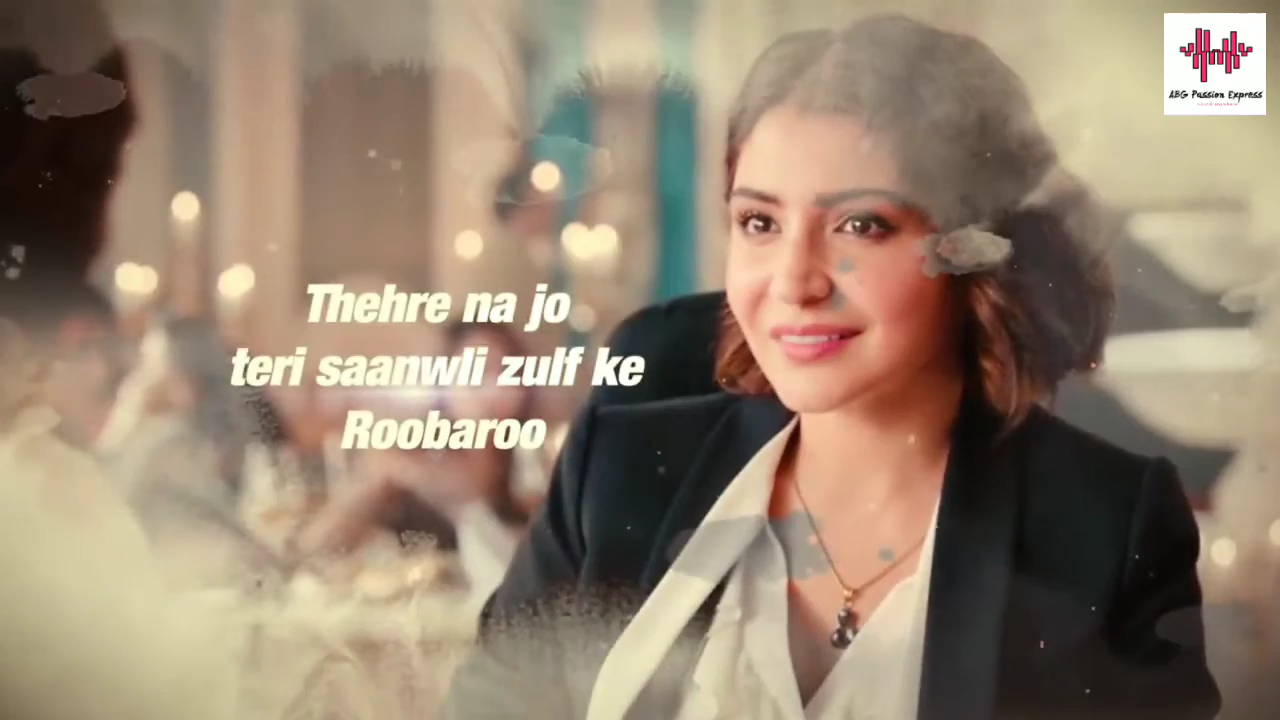 ABG Passion Express
Thehre na jo
teri saanwli zulf ke
Roobaroo